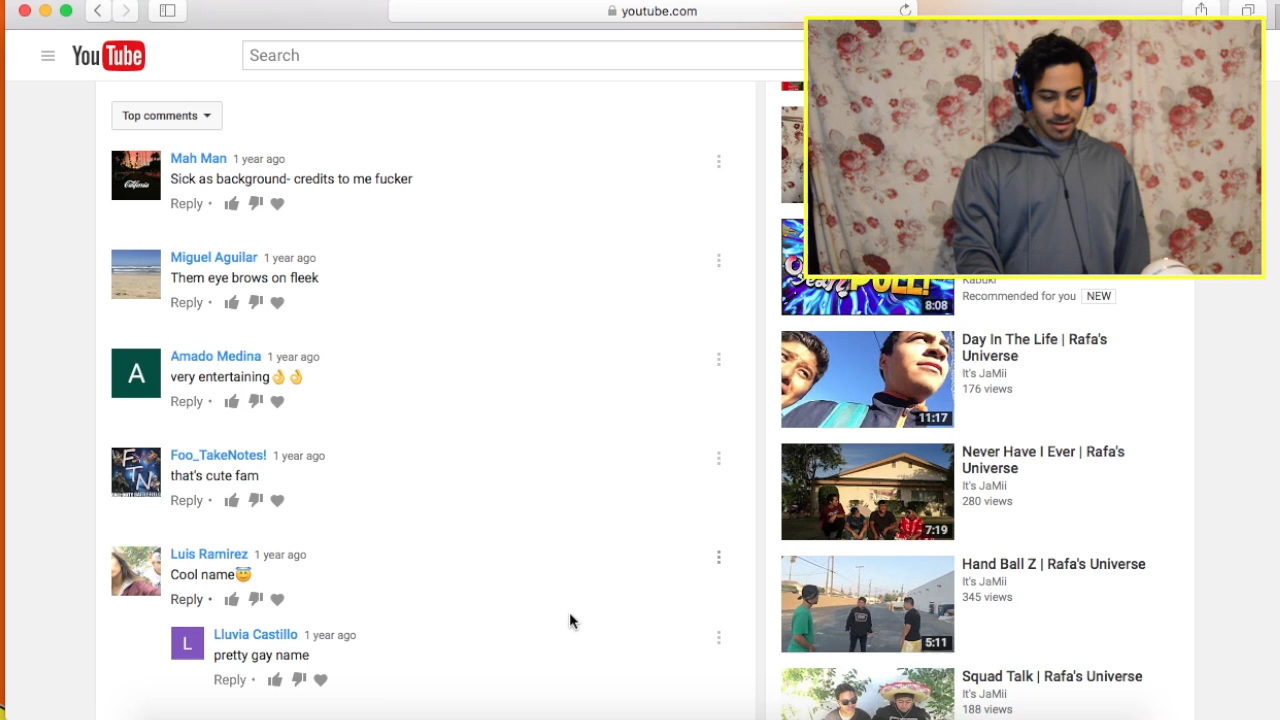 youtube.com
YouTube
Search
Top comments
Mah Man 1 year ago
Sick as background- credits to me fucker
Reply •
Miguel Aguilar 1 year ago
Them eye brows on fleek
Reply •
A
Amado Medina 1 year ago
very entertaining👌👌
Reply •
FTN
Foo_TakeNotes! 1 year ago
that's cute fam
Reply •
Luis Ramirez 1 year ago
Cool name😇
Reply •
L
Lluvia Castillo 1 year ago
pretty gay name
Reply •
8:08
Kabuki
Recommended for you NEW
11:17
Day In The Life | Rafa's
Universe
It's JaMii
176 views
7:19
Never Have I Ever | Rafa's
Universe
It's JaMii
280 views
5:11
Hand Ball Z | Rafa's Universe
It's JaMii
345 views
Squad Talk | Rafa's Universe
It's JaMii
188 views